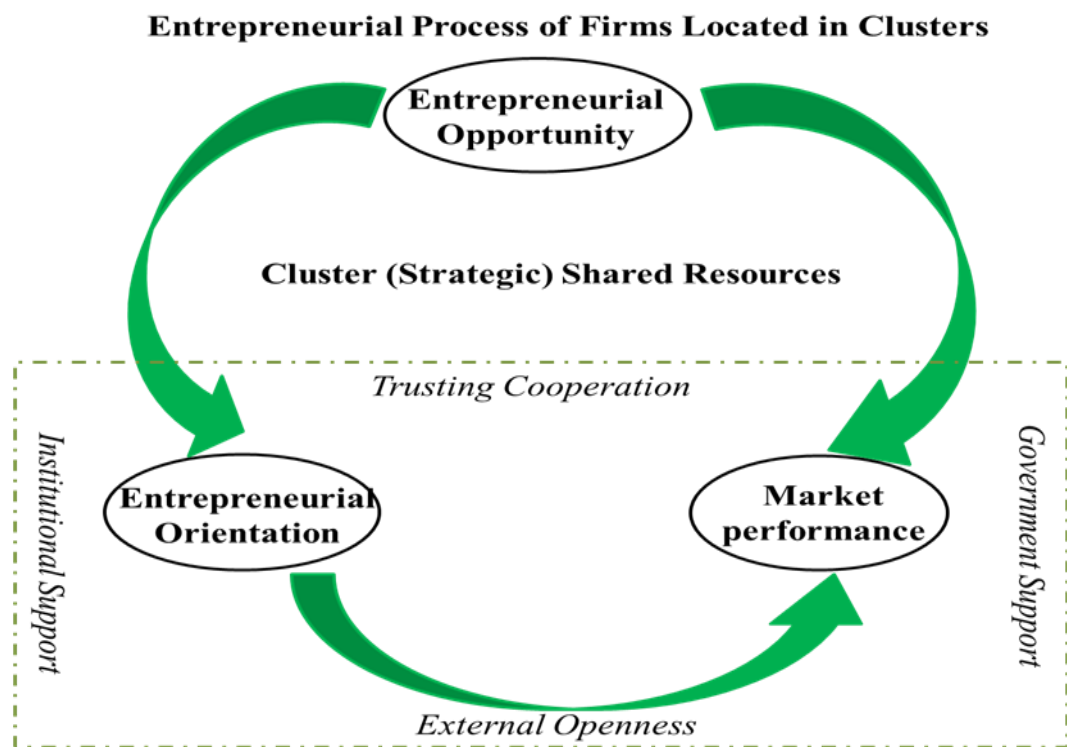 Entrepreneurial Process of Firms Located in Clusters
Entrepreneurial
Opportunity
Cluster (Strategic) Shared Resources
Trusting Cooperation
Institutional Support
Government Support
Entrepreneurial
Orientation
Market
performance
External Openness